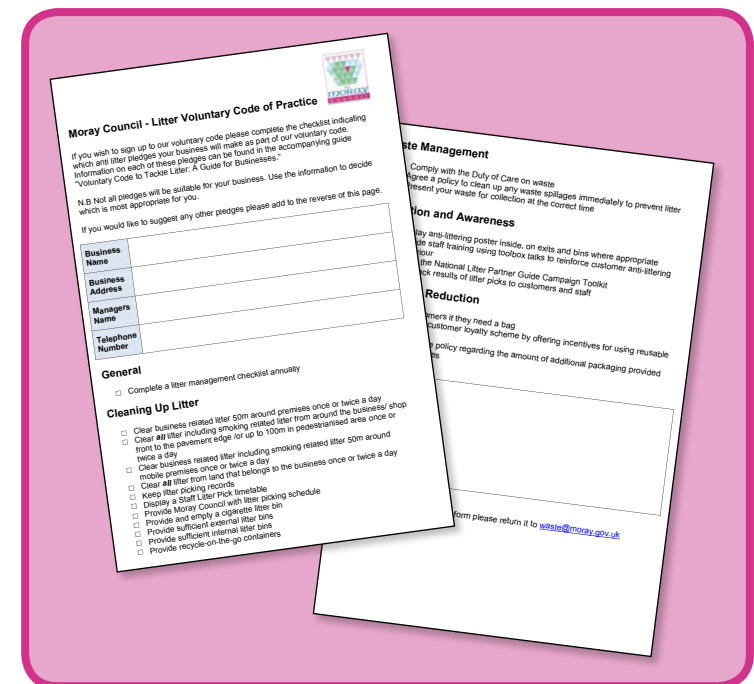 MORAY
COUNCIL
Moray Council - Litter Voluntary Code of Practice
If you wish to sign up to our voluntary code please complete the checklist indicating
which anti litter pledges your business will make as part of our voluntary code.
Information on each of these pledges can be found in the accompanying guide
“Voluntary Code to Tackle Litter: A Guide for Businesses.”
N.B Not all pledges will be suitable for your business. Use the information to decide
which is most appropriate for you.
If you would like to suggest any other pledges please add to the reverse of this page.
Business
Name
Business
Address
Managers
Name
Telephone
Number
General
□ Complete a litter management checklist annually
Cleaning Up Litter
□ Clear business related litter 50m around premises once or twice a day
□ Clear all litter including smoking related litter from around the business/ shop
front to the pavement edge /or up to 100m in pedestrianised area once or
twice a day
□ Clear business related litter including smoking related litter 50m around
mobile premises once or twice a day
□ Clear all litter from land that belongs to the business once or twice a day
□ Keep litter picking records
□ Display a Staff Litter Pick timetable
□ Provide Moray Council with litter picking schedule
□ Provide and empty a cigarette litter bin
□ Provide sufficient external litter bins
□ Provide sufficient internal litter bins
□ Provide recycle-on-the-go containers
ste Management
Comply with the Duty of Care on waste
Agree a policy to clean up any waste spillages immediately to prevent litter
Present your waste for collection at the correct time
tion and Awareness
lay anti-littering poster inside, on exits and bins where appropriate
de staff training using toolbox talks to reinforce customer anti-littering
iour
the National Litter Partner Guide Campaign Toolkit
ck results of litter picks to customers and staff
Reduction
omers if they need a bag
customer loyalty scheme by offering incentives for using reusable
e policy regarding the amount of additional packaging provided
es
form please return it to waste@moray.gov.uk